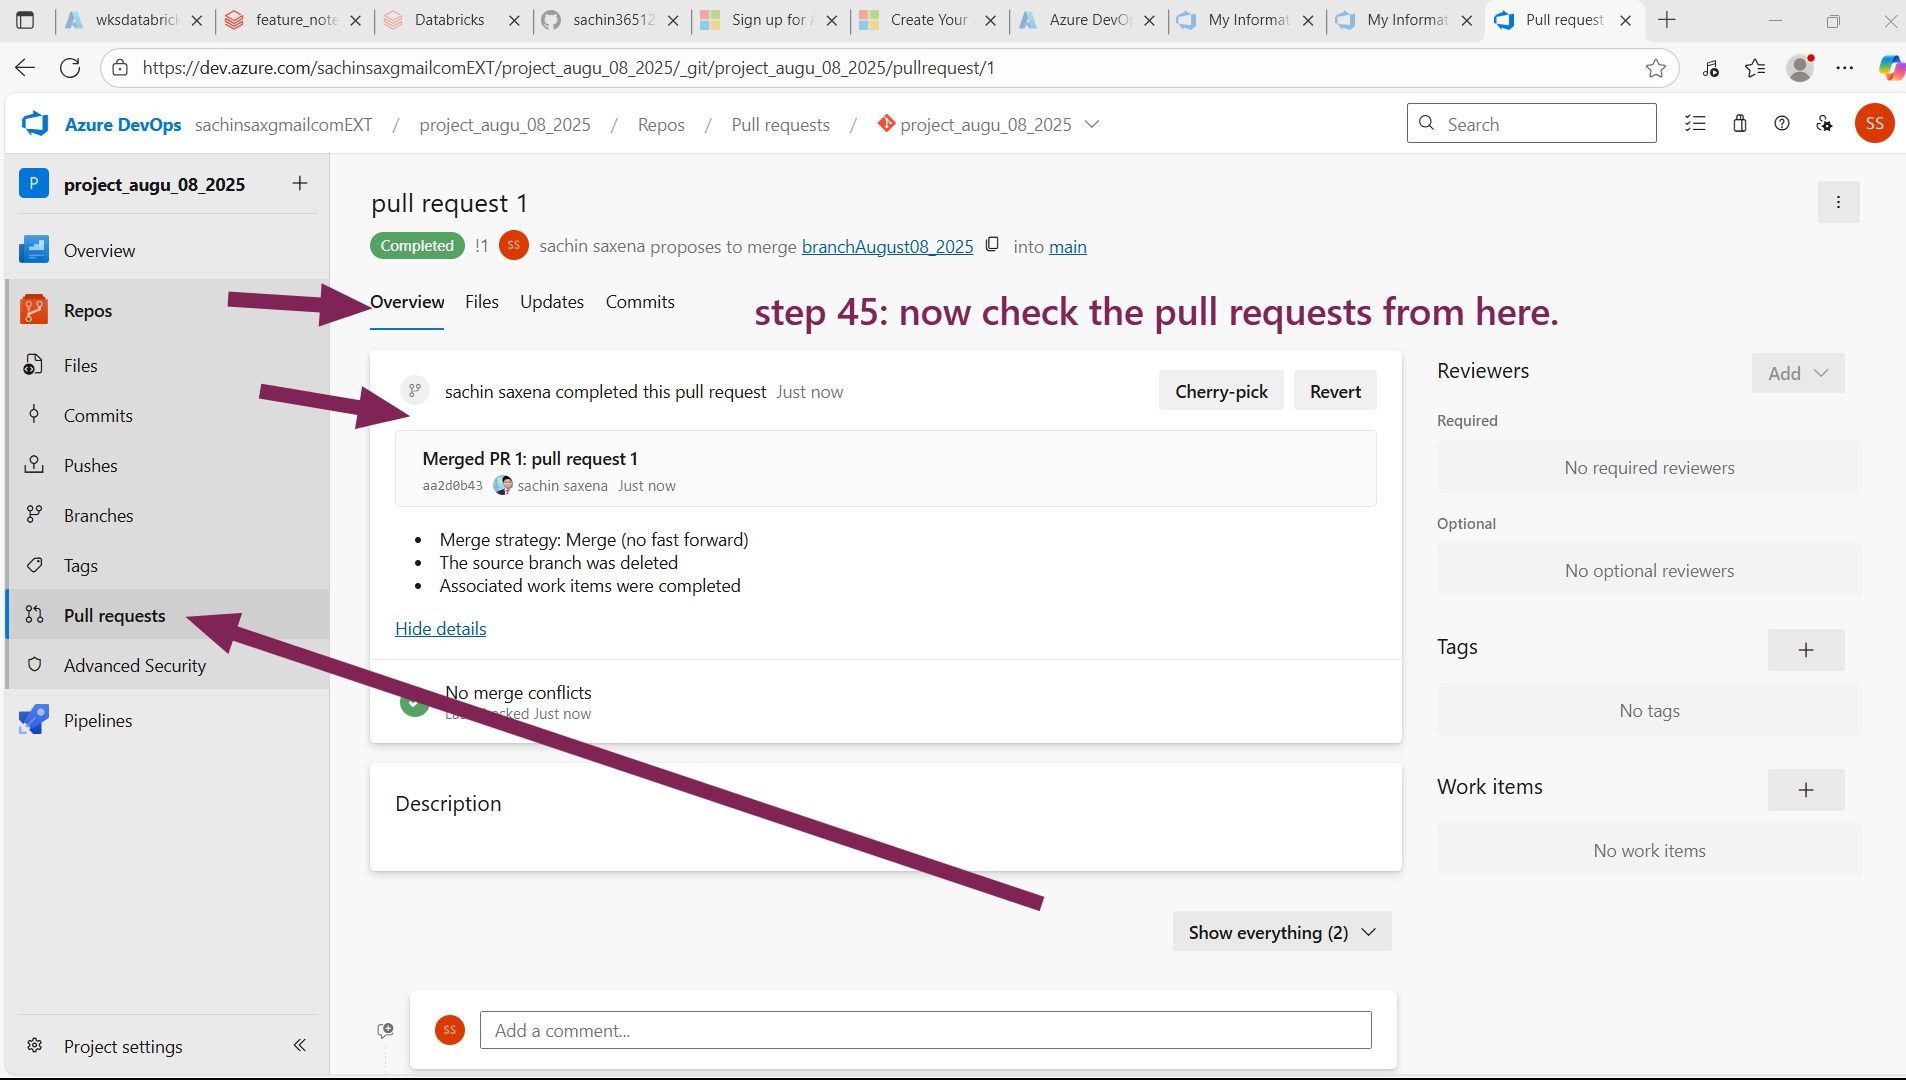 wksdatabrick
feature_note
Databricks
sachin36512
Sign up for A
Create Your A
Azure DevO
My Informat
My Informat
Pull request
https://dev.azure.com/sachinsaxgmailcomEXT/project_augu_08_2025/_git/project_augu_08_2025/pullrequest/1
Azure DevOps sachinsaxgmailcomEXT / project_augu_08_2025 / Repos / Pull requests / project_augu_08_2025
Search
SS
P project_augu_08_2025
Overview
Repos
Files
Commits
Pushes
Branches
Tags
Pull requests
Advanced Security
Pipelines
Project settings
pull request 1
Completed !1 SS sachin saxena proposes to merge branchAugust08_2025 into main
Overview Files Updates Commits
step 45: now check the pull requests from here.
sachin saxena completed this pull request Just now
Cherry-pick
Revert
Merged PR 1: pull request 1
aa2d0b43 sachin saxena Just now
• Merge strategy: Merge (no fast forward)
• The source branch was deleted
• Associated work items were completed
Hide details
No merge conflicts
Just now
Description
Show everything (2)
SS
Add a comment...
Reviewers
Add
Required
No required reviewers
Optional
No optional reviewers
Tags
No tags
Work items
No work items